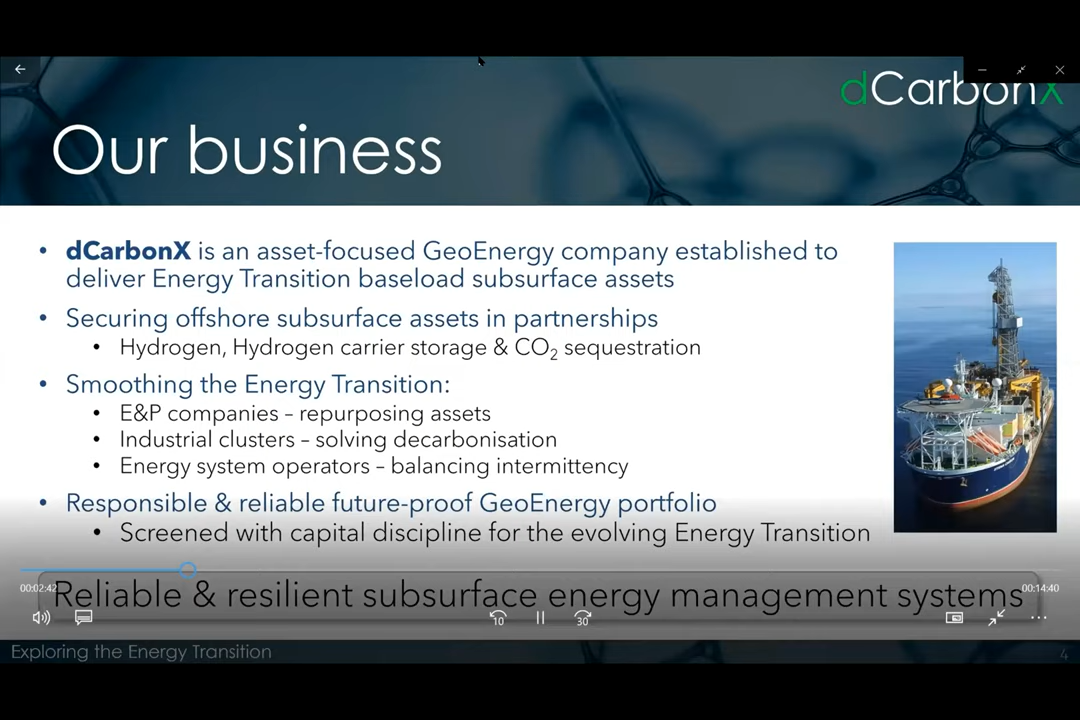 dCarbonX
Our business
• dCarbonX is an asset-focused GeoEnergy company established to
deliver Energy Transition baseload subsurface assets
• Securing offshore subsurface assets in partnerships
• Hydrogen, Hydrogen carrier storage & CO₂ sequestration
• Smoothing the Energy Transition:
• E&P companies – repurposing assets
• Industrial clusters – solving decarbonisation
• Energy system operators – balancing intermittency
• Responsible & reliable future-proof GeoEnergy portfolio
• Screened with capital discipline for the evolving Energy Transition
00:02:42
00:14:40
Reliable & resilient subsurface energy management systems
10
30
Exploring the Energy Transition
4